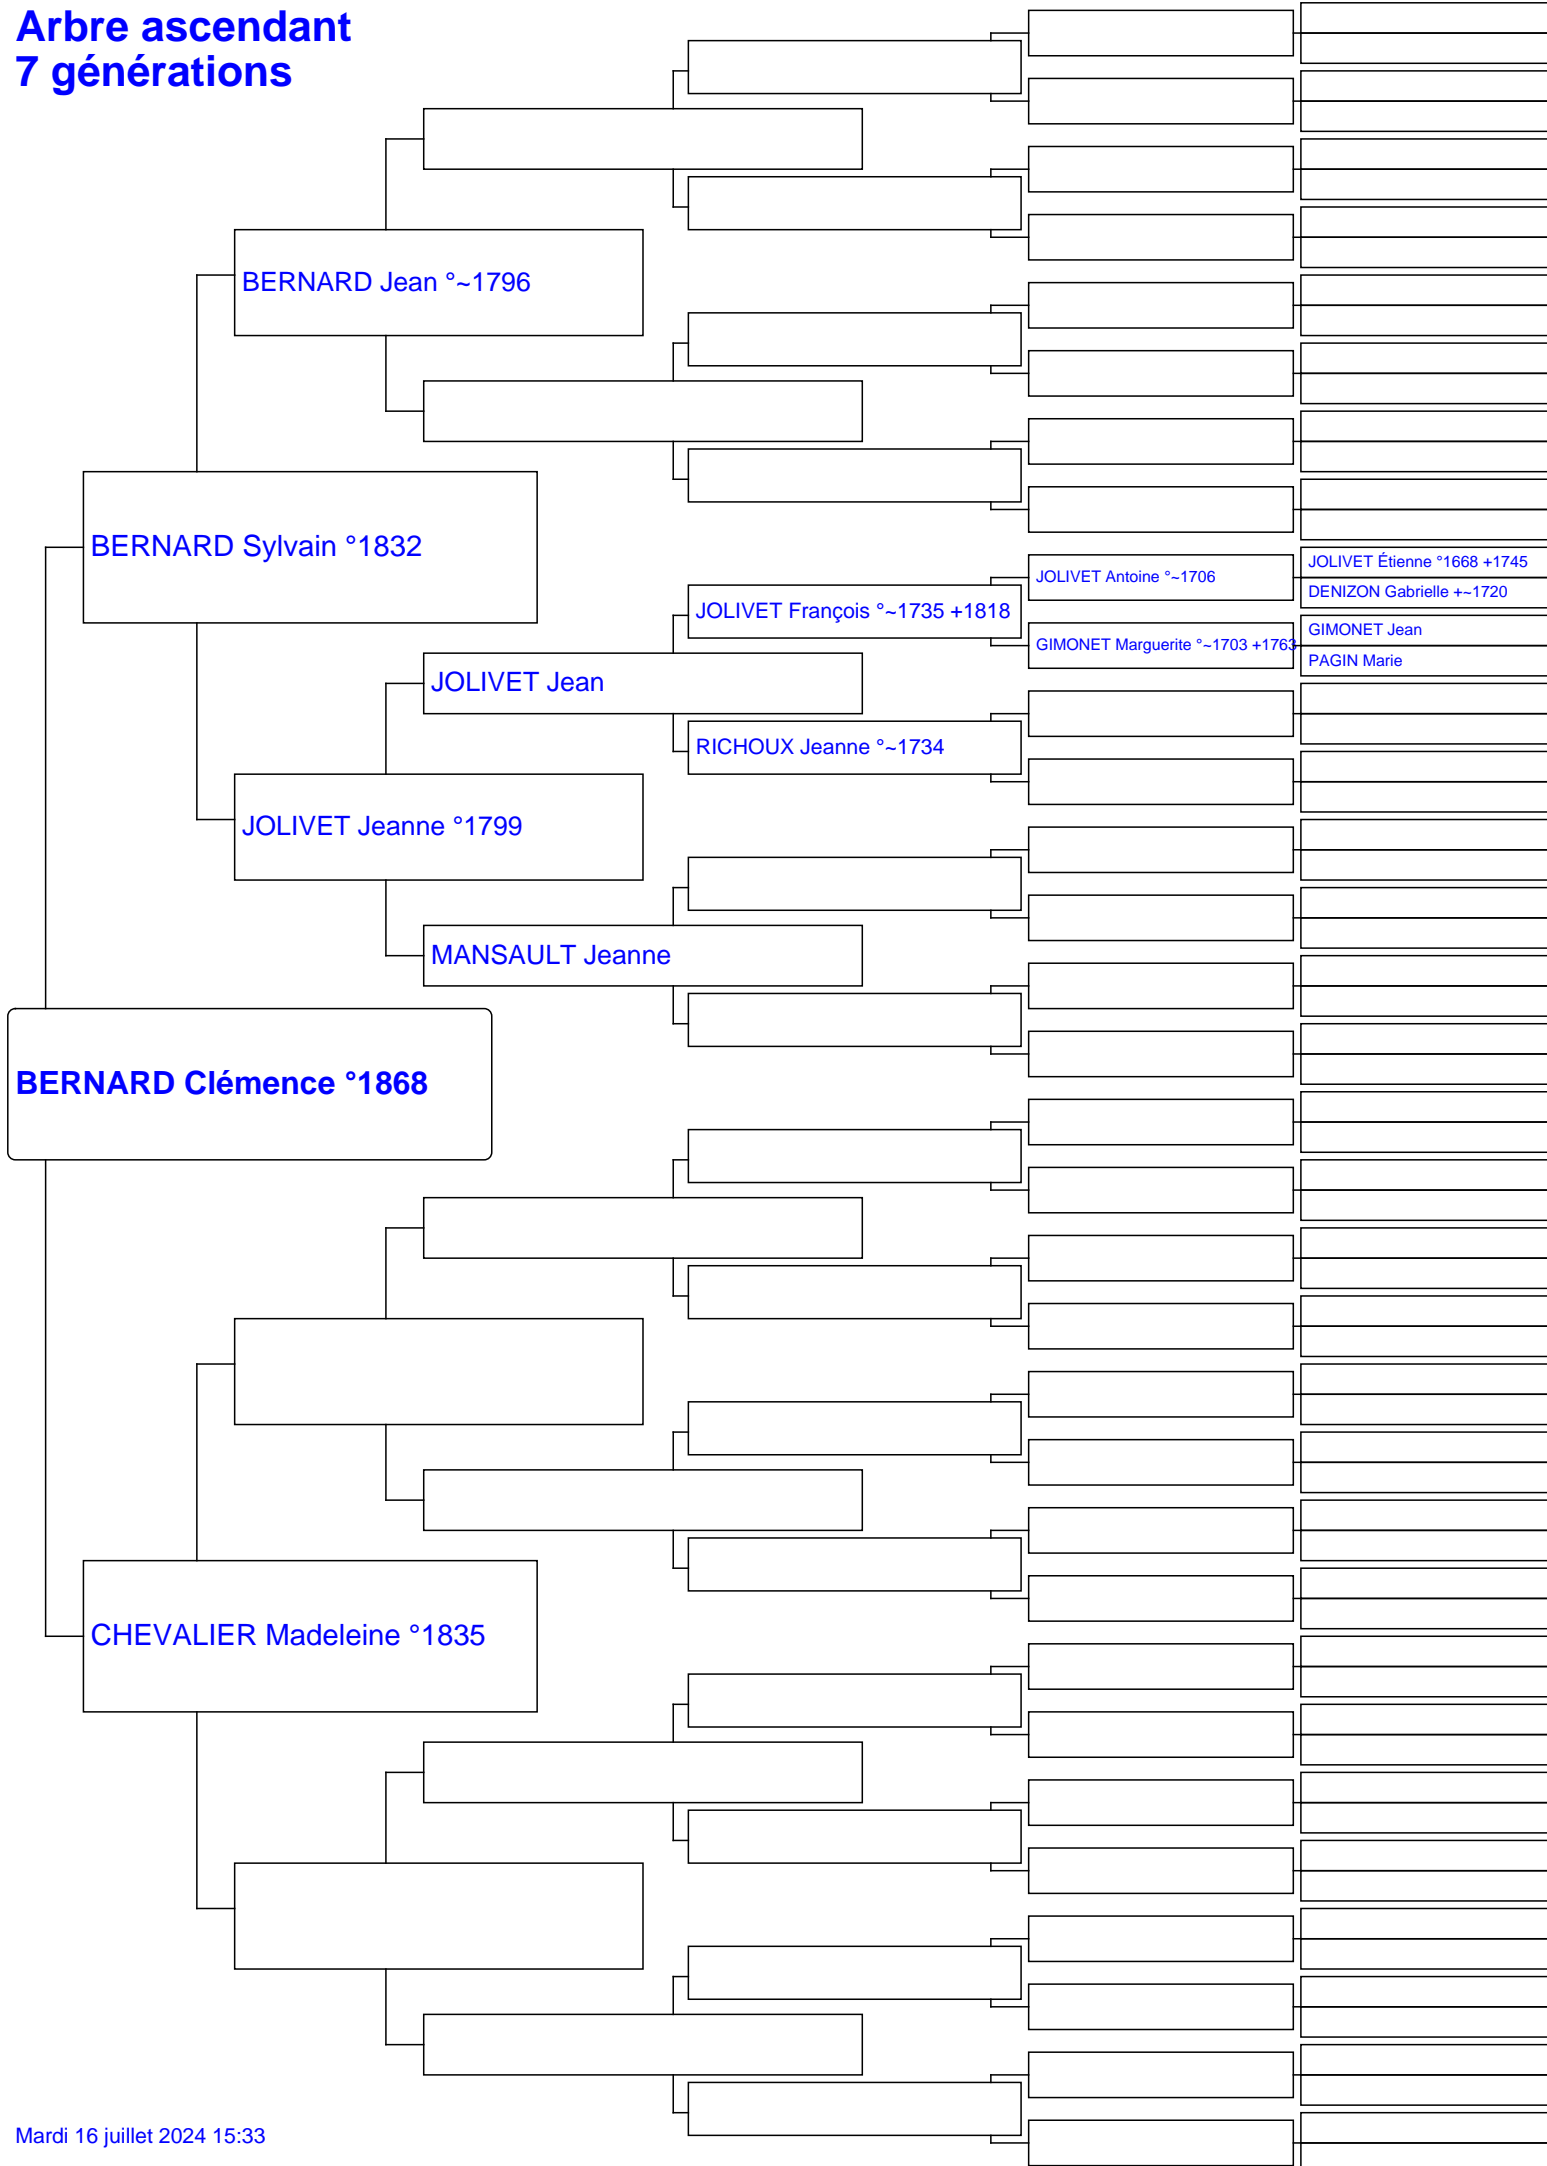 Arbre ascendant
7 générations
BERNARD Jean °~1796
BERNARD Sylvain °1832
JOLIVET Étienne °1668 +1745
JOLIVET Antoine °~1706
DENIZON Gabrielle +~1720
JOLIVET François °~1735 +1818
GIMONET Jean
GIMONET Marguerite °~1703 +1763
PAGIN Marie
JOLIVET Jean
RICHOUX Jeanne °~1734
JOLIVET Jeanne °1799
MANSAULT Jeanne
BERNARD Clémence °1868
CHEVALIER Madeleine °1835
Mardi 16 juillet 2024 15:33